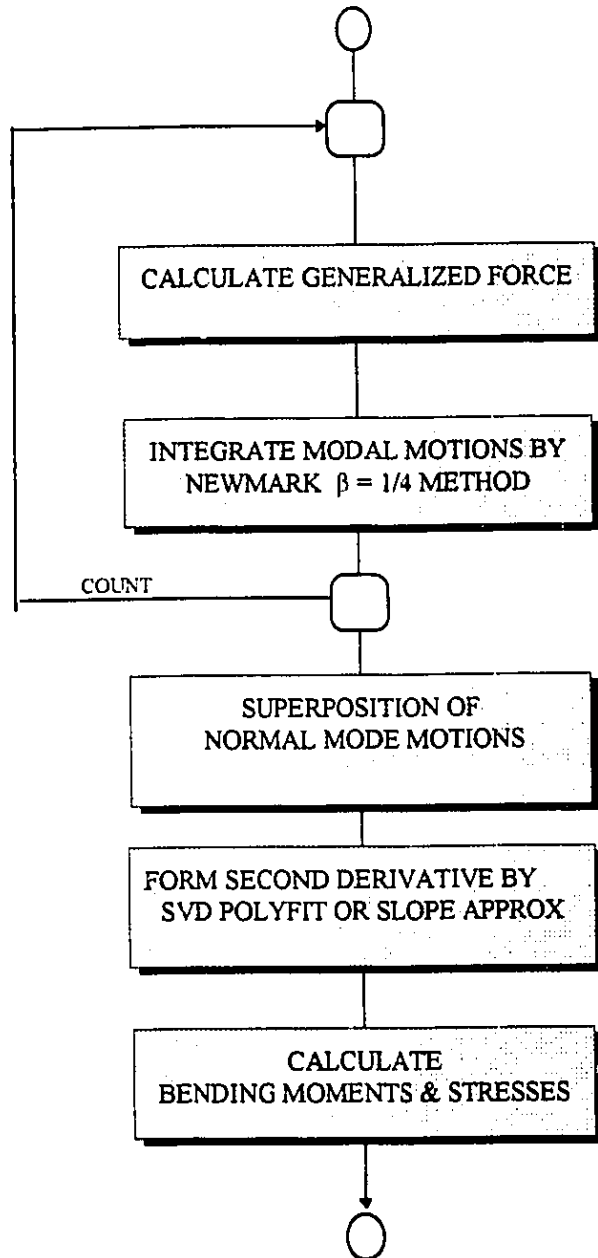 CALCULATE GENERALIZED FORCE
INTEGRATE MODAL MOTIONS BY
NEWMARK β = 1/4 METHOD
COUNT
SUPERPOSITION OF
NORMAL MODE MOTIONS
FORM SECOND DERIVATIVE BY
SVD POLYFIT OR SLOPE APPROX
CALCULATE
BENDING MOMENTS & STRESSES